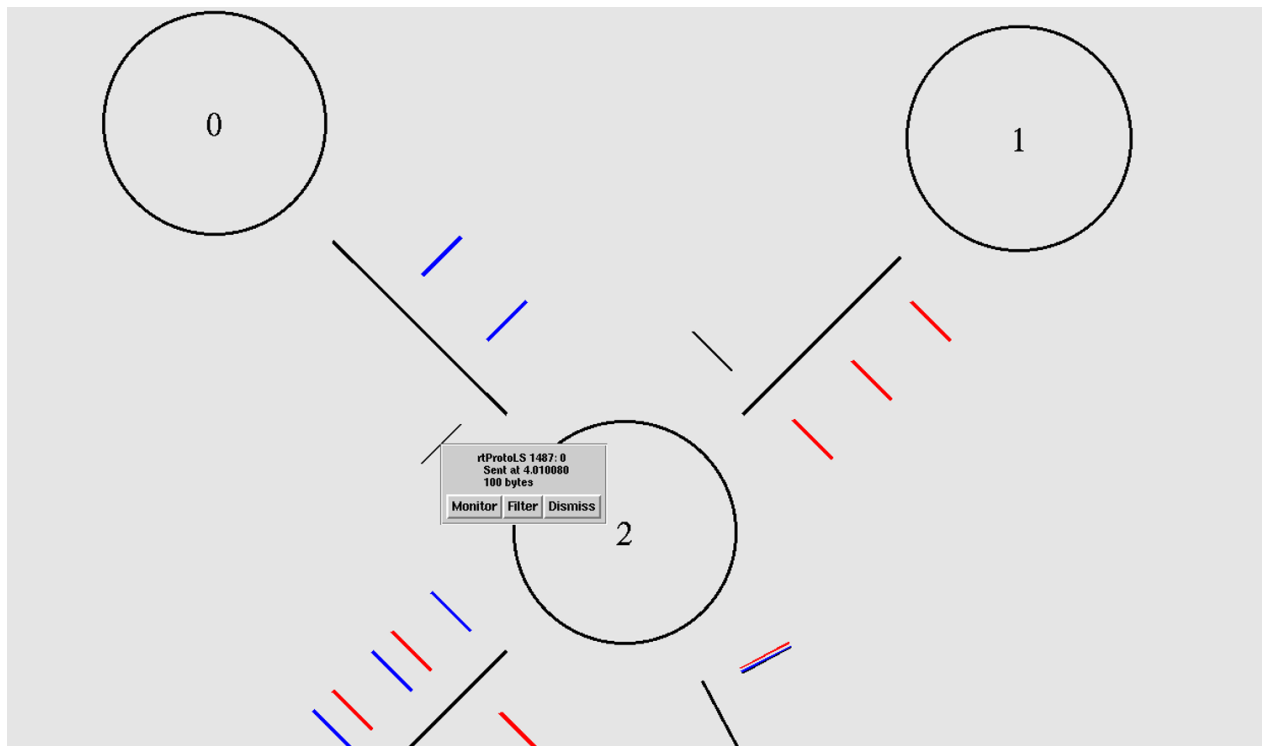 0
1
rtProtoLS 1487: 0
Sent at 4.010080
100 bytes
Monitor Filter Dismiss
2